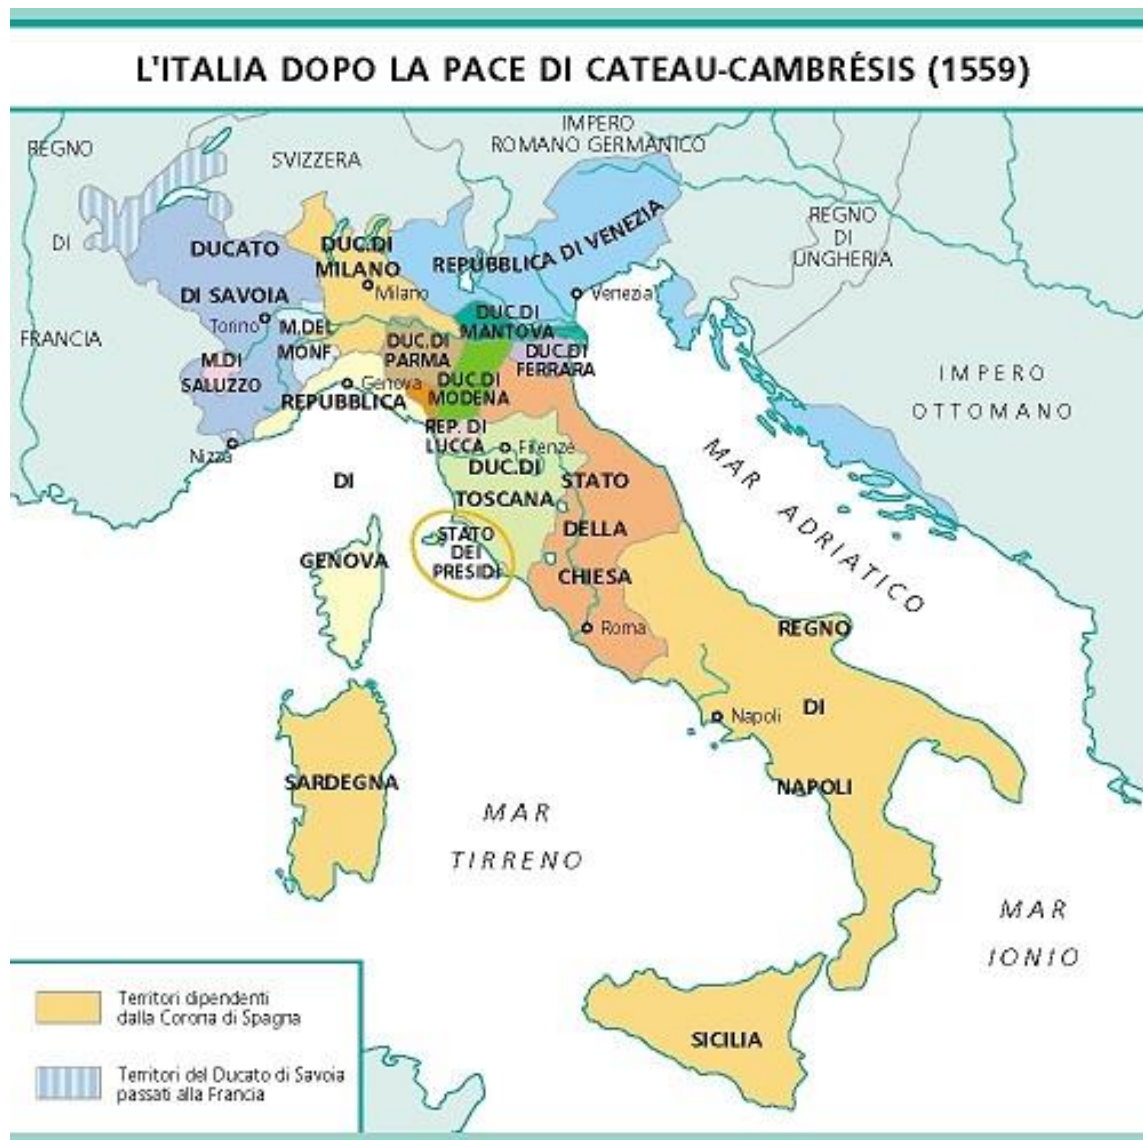 L'ITALIA DOPO LA PACE DI CATEAU-CAMBRÉSIS (1559)
REGNO
DI
FRANCIA
SVIZZERA
IMPERO
ROMANO GERMANICO
REGNO
DI
UNGHERIA
IMPERO
OTTOMANO
DUCATO
DI SAVOIA
Torino
DUC.DI
MILANO
Milano
REPUBBLICA DI VENEZIA
Venezia
M.DEL
MONF.
M.DI
SALUZZO
DUC.DI
PARMA
DUC.DI
MANTOVA
DUC.DI
FERRARA
DUC.DI
MODENA
Genova
REPUBBLICA
DI
GENOVA
Nizza
REP. DI
LUCCA
Firenze
DUC.DI
TOSCANA
STATO
DEI
PRESIDI
STATO
DELLA
CHIESA
Roma
MAR ADRIATICO
REGNO
DI
NAPOLI
Napoli
SARDEGNA
MAR
TIRRENO
MAR
IONIO
SICILIA
Territori dipendenti
dalla Corona di Spagna
Territori del Ducato di Savoia
passati alla Francia